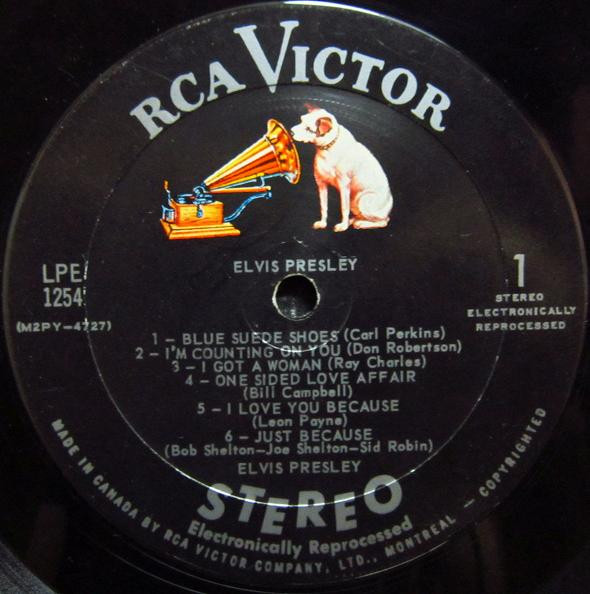 RCA VICTOR
ELVIS PRESLEY
LPE
1254
(M2PY-4727)
1
STEREO
ELECTRONICALLY
REPROCESSED
1 - BLUE SUEDE SHOES (Carl Perkins)
2 - I'M COUNTING ON YOU (Don Robertson)
3 - I GOT A WOMAN (Ray Charles)
4 - ONE SIDED LOVE AFFAIR
(Bill Campbell)
5 - I LOVE YOU BECAUSE
(Leon Payne)
6 - JUST BECAUSE
(Bob Shelton-Joe Shelton-Sid Robin)
ELVIS PRESLEY
STEREO
Electronically Reprocessed
MADE IN CANADA BY RCA VICTOR COMPANY, LTD., MONTREAL - COPYRIGHTED